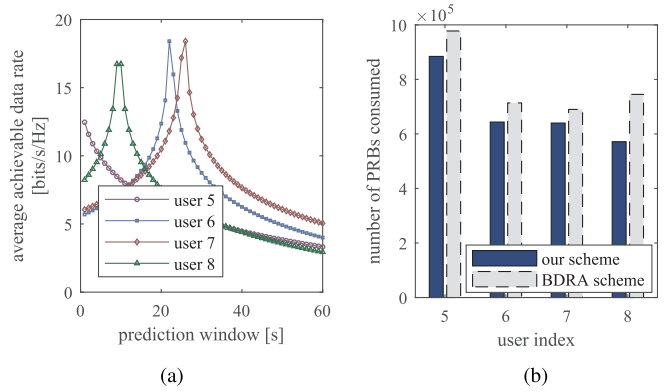 average achievable data rate
[bits/s/Hz]
20
15
10
5
0
user 5
user 6
user 7
user 8
0 20 40 60
prediction window [s]
(a)
× 10⁵
number of PRBs consumed
10
8
6
4
2
0
our scheme
BDRA scheme
5 6 7 8
user index
(b)